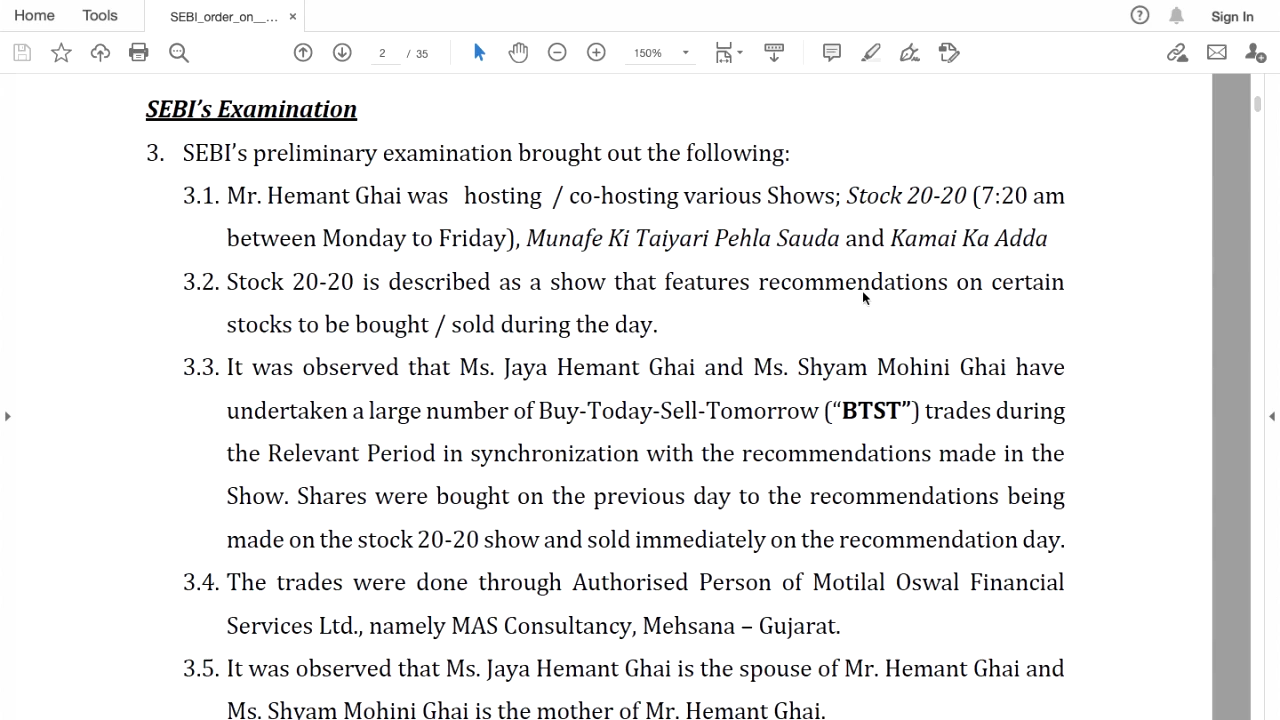 Home Tools SEBI_order_on__... × Sign In
2 / 35 150%
SEBI's Examination
3. SEBI's preliminary examination brought out the following:
3.1. Mr. Hemant Ghai was hosting / co-hosting various Shows; Stock 20-20 (7:20 am
between Monday to Friday), Munafe Ki Taiyari Pehla Sauda and Kamai Ka Adda
3.2. Stock 20-20 is described as a show that features recommendations on certain
stocks to be bought / sold during the day.
3.3. It was observed that Ms. Jaya Hemant Ghai and Ms. Shyam Mohini Ghai have
undertaken a large number of Buy-Today-Sell-Tomorrow (“BTST”) trades during
the Relevant Period in synchronization with the recommendations made in the
Show. Shares were bought on the previous day to the recommendations being
made on the stock 20-20 show and sold immediately on the recommendation day.
3.4. The trades were done through Authorised Person of Motilal Oswal Financial
Services Ltd., namely MAS Consultancy, Mehsana – Gujarat.
3.5. It was observed that Ms. Jaya Hemant Ghai is the spouse of Mr. Hemant Ghai and
Ms. Shyam Mohini Ghai is the mother of Mr. Hemant Ghai.